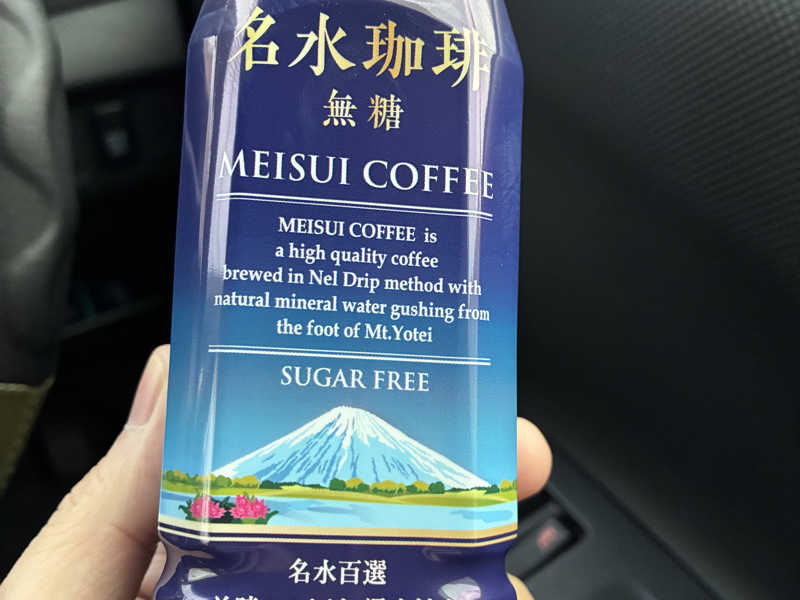 名水珈琲
無糖
MEISUI COFFEE
MEISUI COFFEE is
a high quality coffee
brewed in Nel Drip method with
natural mineral water gushing from
the foot of Mt.Yotei
SUGAR FREE
名水百選